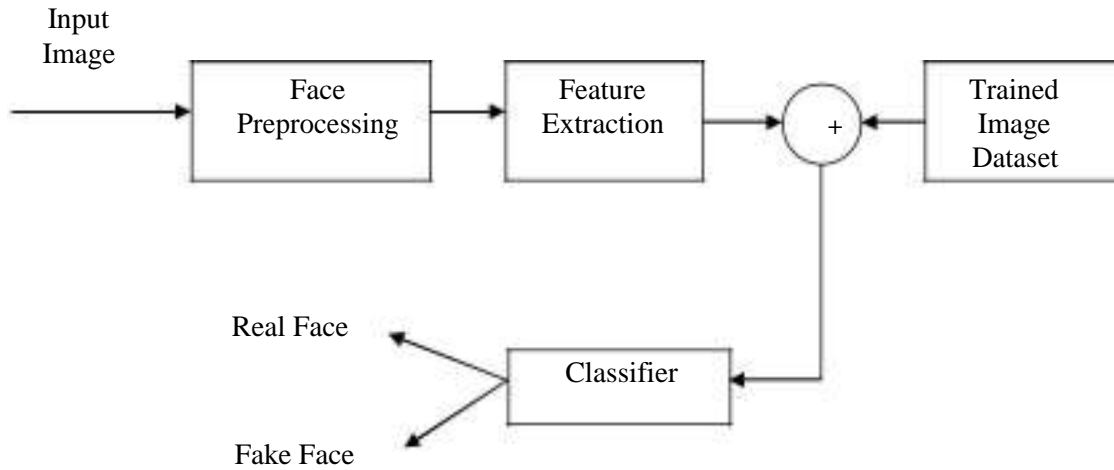 Input
Image
Face
Preprocessing
Feature
Extraction
+
Trained
Image
Dataset
Real Face
Classifier
Fake Face